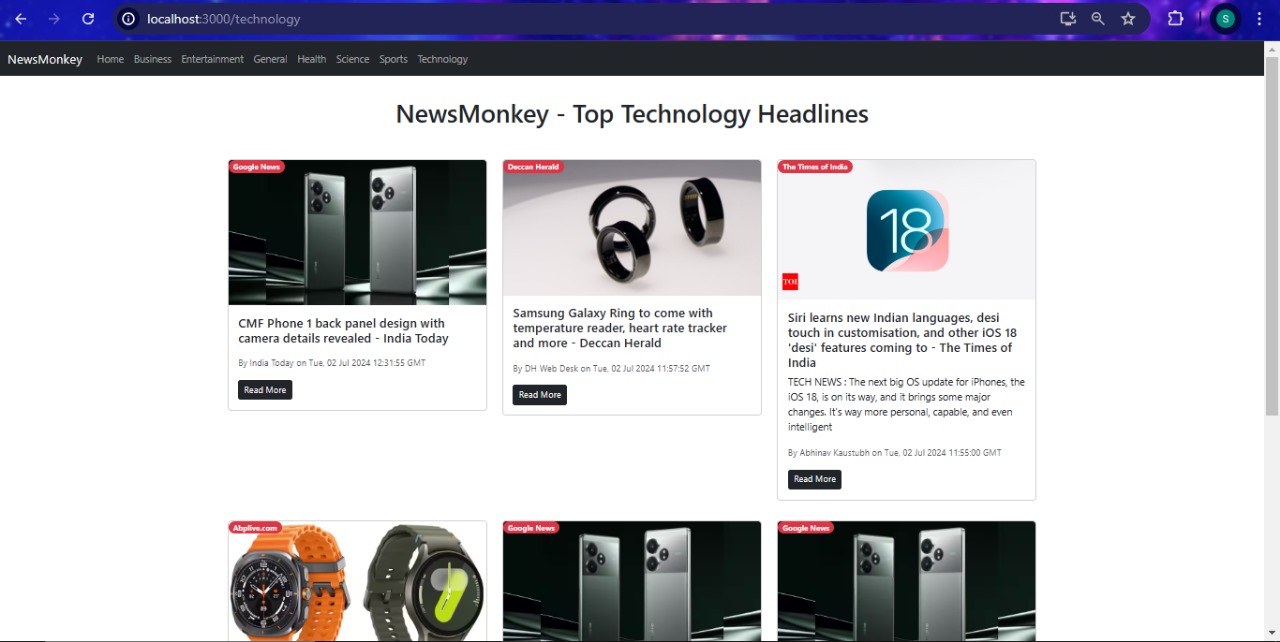 localhost:3000/technology
S
NewsMonkey Home Business Entertainment General Health Science Sports Technology
NewsMonkey - Top Technology Headlines
Google News
CMF Phone 1 back panel design with
camera details revealed - India Today
By India Today on Tue, 02 Jul 2024 12:31:55 GMT
Read More
Deccan Herald
Samsung Galaxy Ring to come with
temperature reader, heart rate tracker
and more - Deccan Herald
By DH Web Desk on Tue, 02 Jul 2024 11:57:52 GMT
Read More
The Times of India
18
TOI
Siri learns new Indian languages, desi
touch in customisation, and other iOS 18
'desi' features coming to - The Times of
India
TECH NEWS : The next big OS update for iPhones, the
iOS 18, is on its way, and it brings some major
changes. It's way more personal, capable, and even
intelligent
By Abhinav Kaustubh on Tue, 02 Jul 2024 11:55:00 GMT
Read More
Abplive.com
Google News
Google News